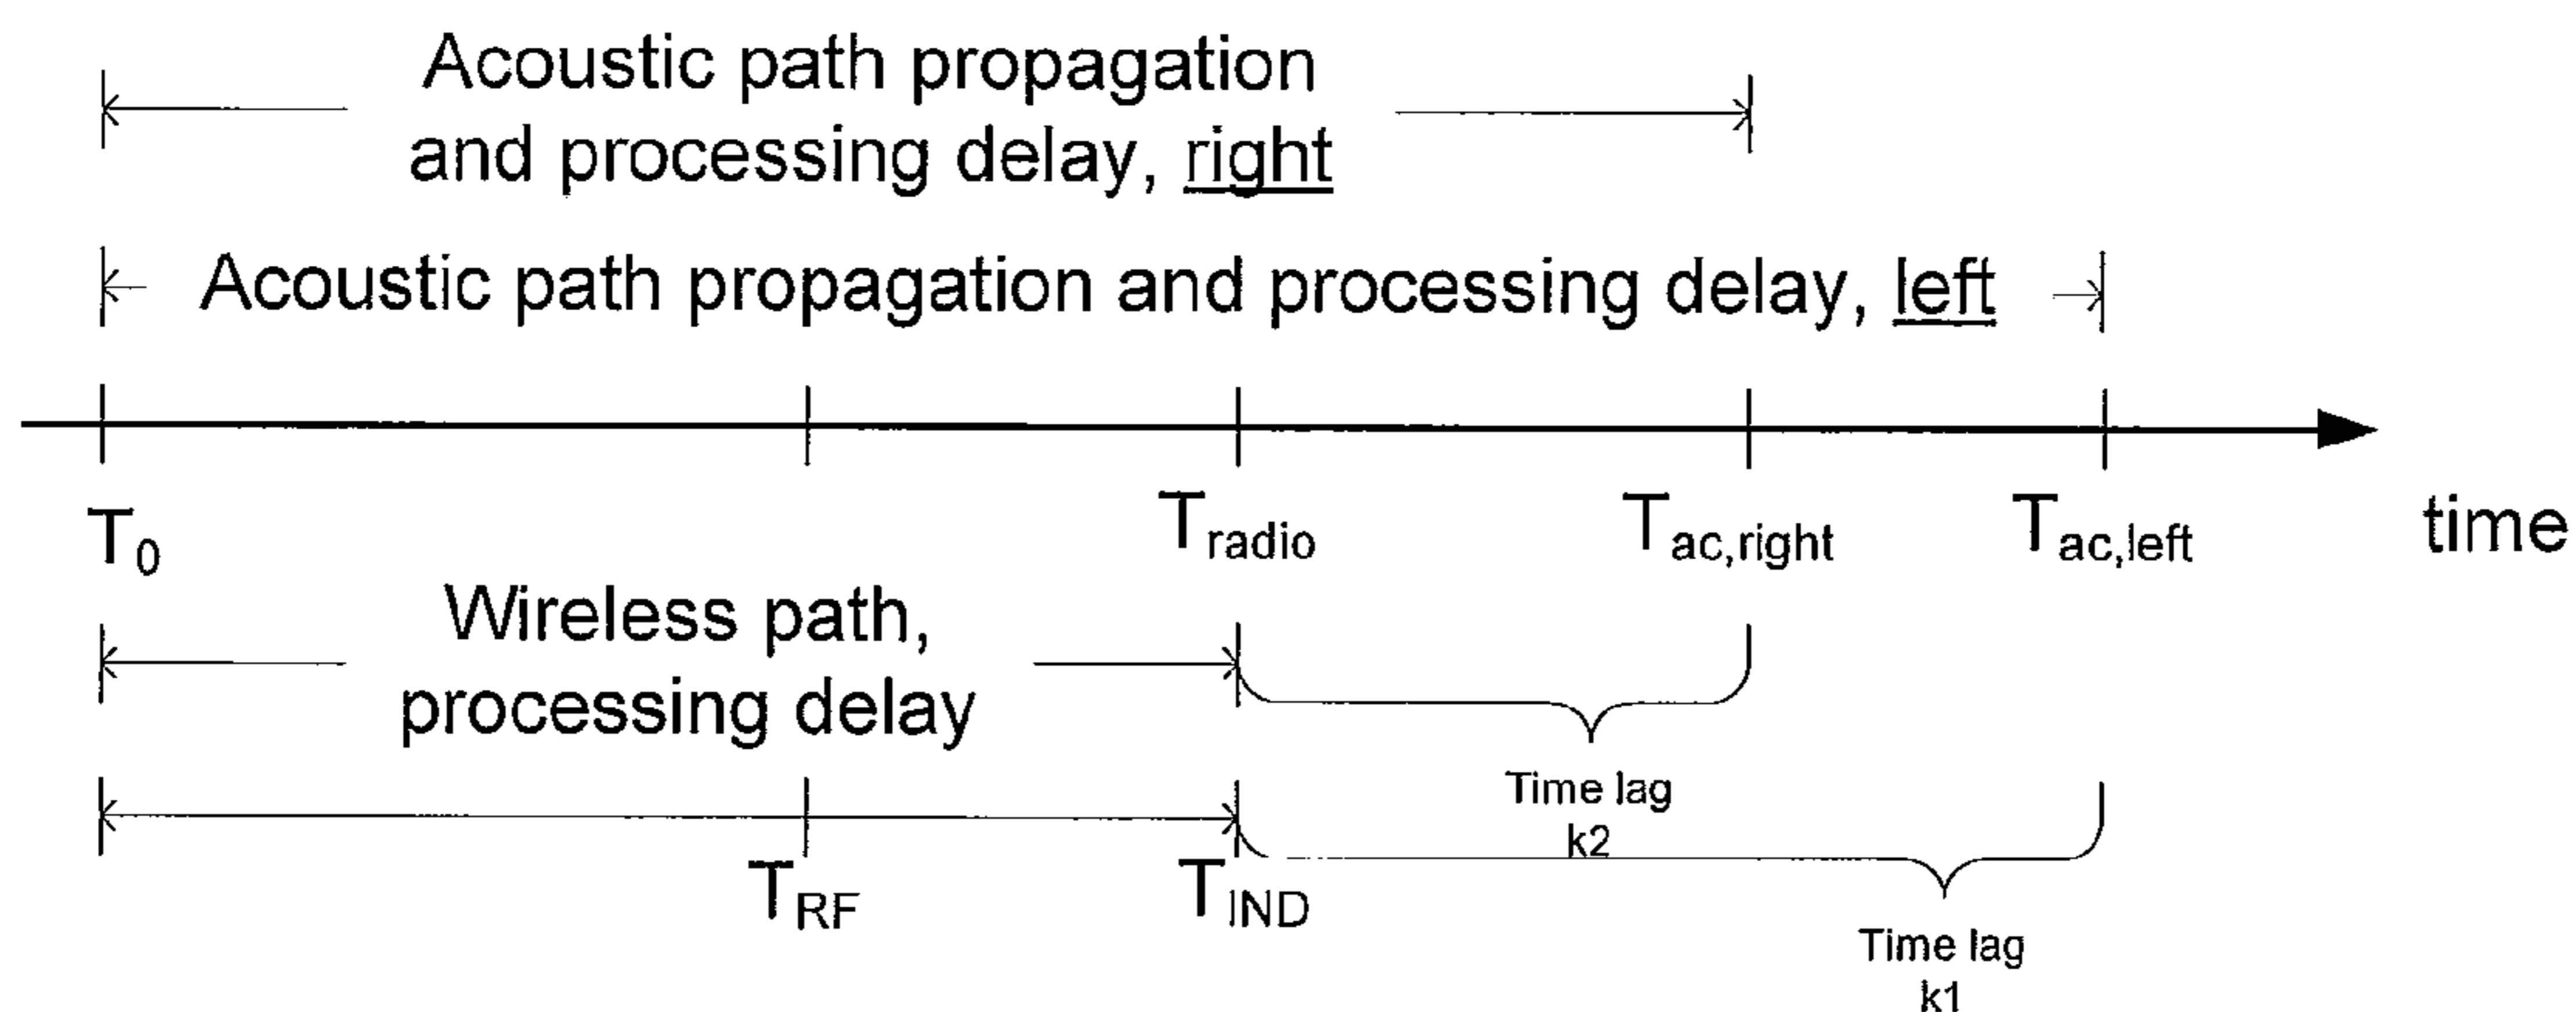 Acoustic path propagation
and processing delay, right
Acoustic path propagation and processing delay, left
T0
Tradio
Tac,right
Tac,left
time
Wireless path,
processing delay
Time lag
k2
TRF
TIND
Time lag
k1